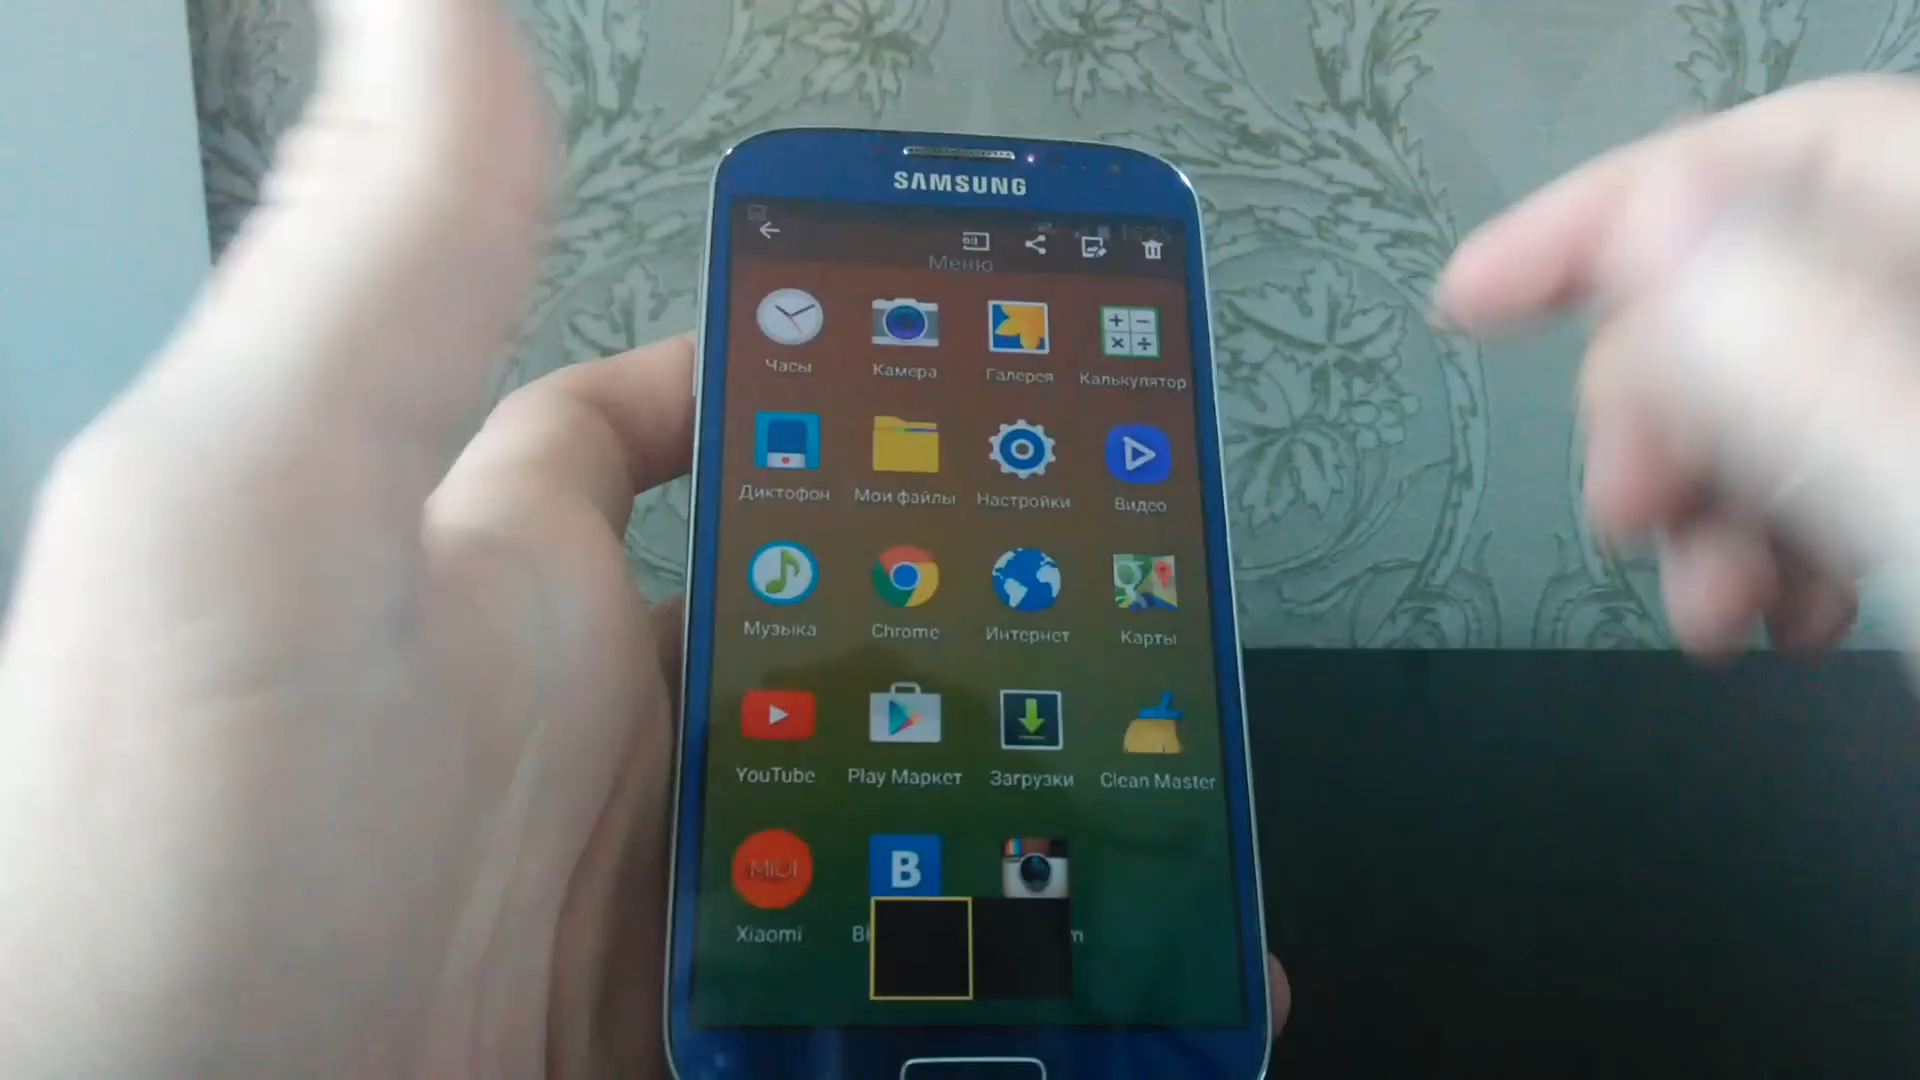 SAMSUNG
Меню
Часы
Камера
Галерея
Калькулятор
Диктофон
Мои файлы
Настройки
Видео
Музыка
Chrome
Интернет
Карты
YouTube
Play Маркет
Загрузки
Clean Master
MIUI
B
Xiaomi